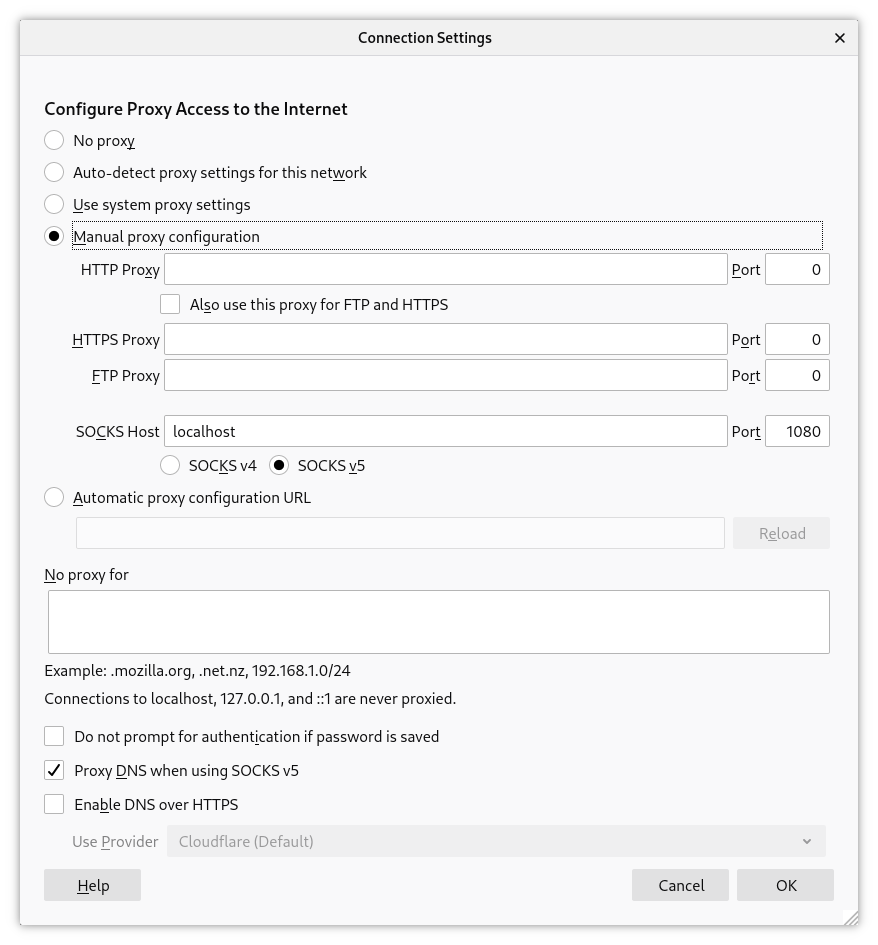 Connection Settings
Configure Proxy Access to the Internet
No proxy
Auto-detect proxy settings for this network
Use system proxy settings
Manual proxy configuration
HTTP Proxy Port 0
Also use this proxy for FTP and HTTPS
HTTPS Proxy Port 0
FTP Proxy Port 0
SOCKS Host localhost Port 1080
SOCKS v4 SOCKS v5
Automatic proxy configuration URL
Reload
No proxy for
Example: .mozilla.org, .net.nz, 192.168.1.0/24
Connections to localhost, 127.0.0.1, and ::1 are never proxied.
Do not prompt for authentication if password is saved
Proxy DNS when using SOCKS v5
Enable DNS over HTTPS
Use Provider Cloudflare (Default)
Help Cancel OK